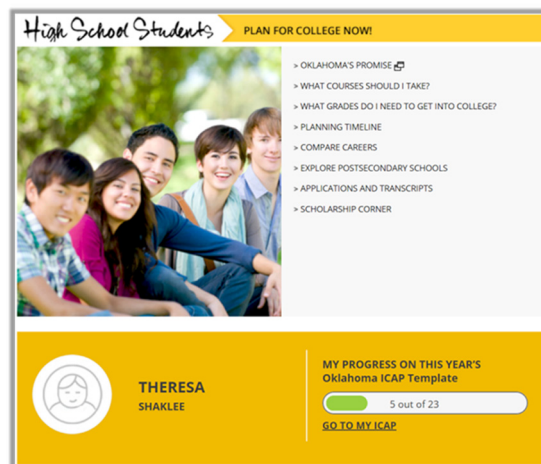 High School Students
PLAN FOR COLLEGE NOW!
> OKLAHOMA'S PROMISE
> WHAT COURSES SHOULD I TAKE?
> WHAT GRADES DO I NEED TO GET INTO COLLEGE?
> PLANNING TIMELINE
> COMPARE CAREERS
> EXPLORE POSTSECONDARY SCHOOLS
> APPLICATIONS AND TRANSCRIPTS
> SCHOLARSHIP CORNER
THERESA
SHAKLEE
MY PROGRESS ON THIS YEAR'S
Oklahoma ICAP Template
5 out of 23
GO TO MY ICAP